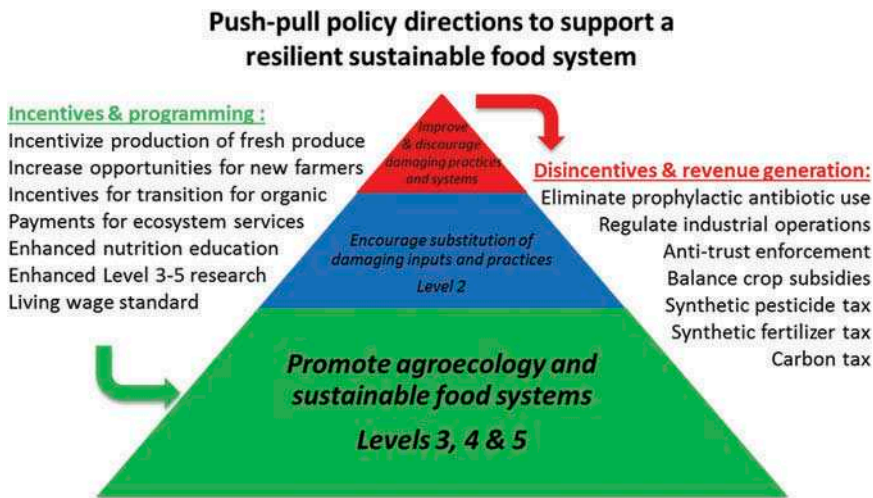 Push-pull policy directions to support a
resilient sustainable food system
Incentives & programming :
Incentivize production of fresh produce
Increase opportunities for new farmers
Incentives for transition for organic
Payments for ecosystem services
Enhanced nutrition education
Enhanced Level 3-5 research
Living wage standard
Improve
& discourage
damaging practices
and systems
Encourage substitution of
damaging inputs and practices
Level 2
Promote agroecology and
sustainable food systems
Levels 3, 4 & 5
Disincentives & revenue generation:
Eliminate prophylactic antibiotic use
Regulate industrial operations
Anti-trust enforcement
Balance crop subsidies
Synthetic pesticide tax
Synthetic fertilizer tax
Carbon tax